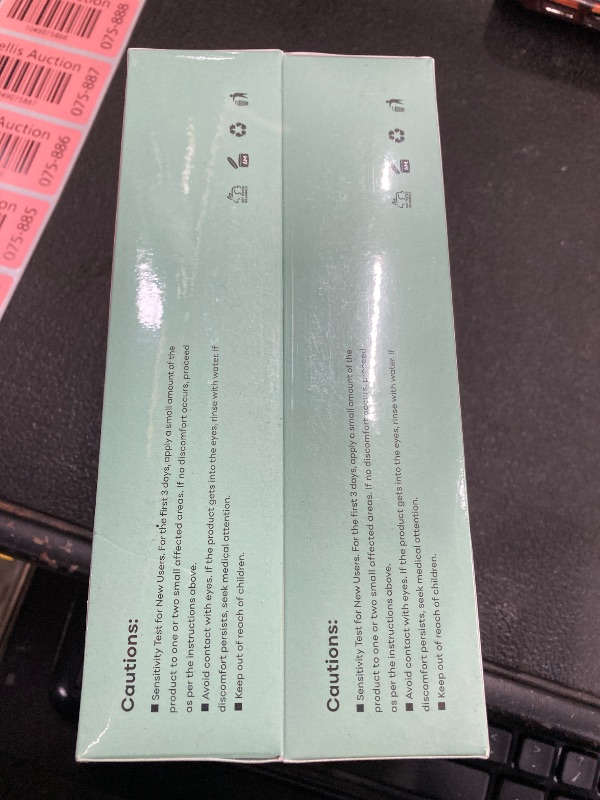 Auction
1049075888
075-888
ellis Auction
49075887
075-887
Auction
075-886
on
075-885
Cautions:
■ Sensitivity Test for New Users. For the first 3 days, apply a small amount of the
product to one or two small affected areas. If no discomfort occurs, proceed
as per the instructions above.
■ Avoid contact with eyes. If the product gets into the eyes, rinse with water. If
discomfort persists, seek medical attention.
■ Keep out of reach of children.
Cautions:
■ Sensitivity Test for New Users. For the first 3 days, apply a small amount of the
product to one or two small affected areas. If no discomfort occurs, proceed
as per the instructions above.
■ Avoid contact with eyes. If the product gets into the eyes, rinse with water. If
discomfort persists, seek medical attention.
■ Keep out of reach of children.